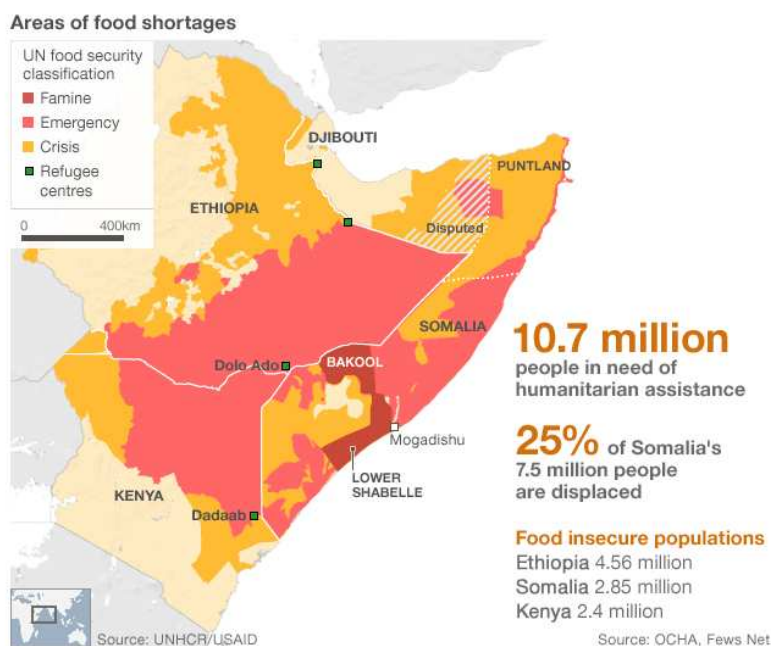 Areas of food shortages
UN food security
classification
Famine
Emergency
Crisis
Refugee
centres
0 400km
DJIBOUTI
PUNTLAND
ETHIOPIA
Disputed
SOMALIA
BAKOOL
Dolo Ado
Mogadishu
LOWER
SHABELLE
KENYA
Dadaab
10.7 million
people in need of
humanitarian assistance
25% of Somalia's
7.5 million people
are displaced
Food insecure populations
Ethiopia 4.56 million
Somalia 2.85 million
Kenya 2.4 million
Source: UNHCR/USAID
Source: OCHA, Fews Net